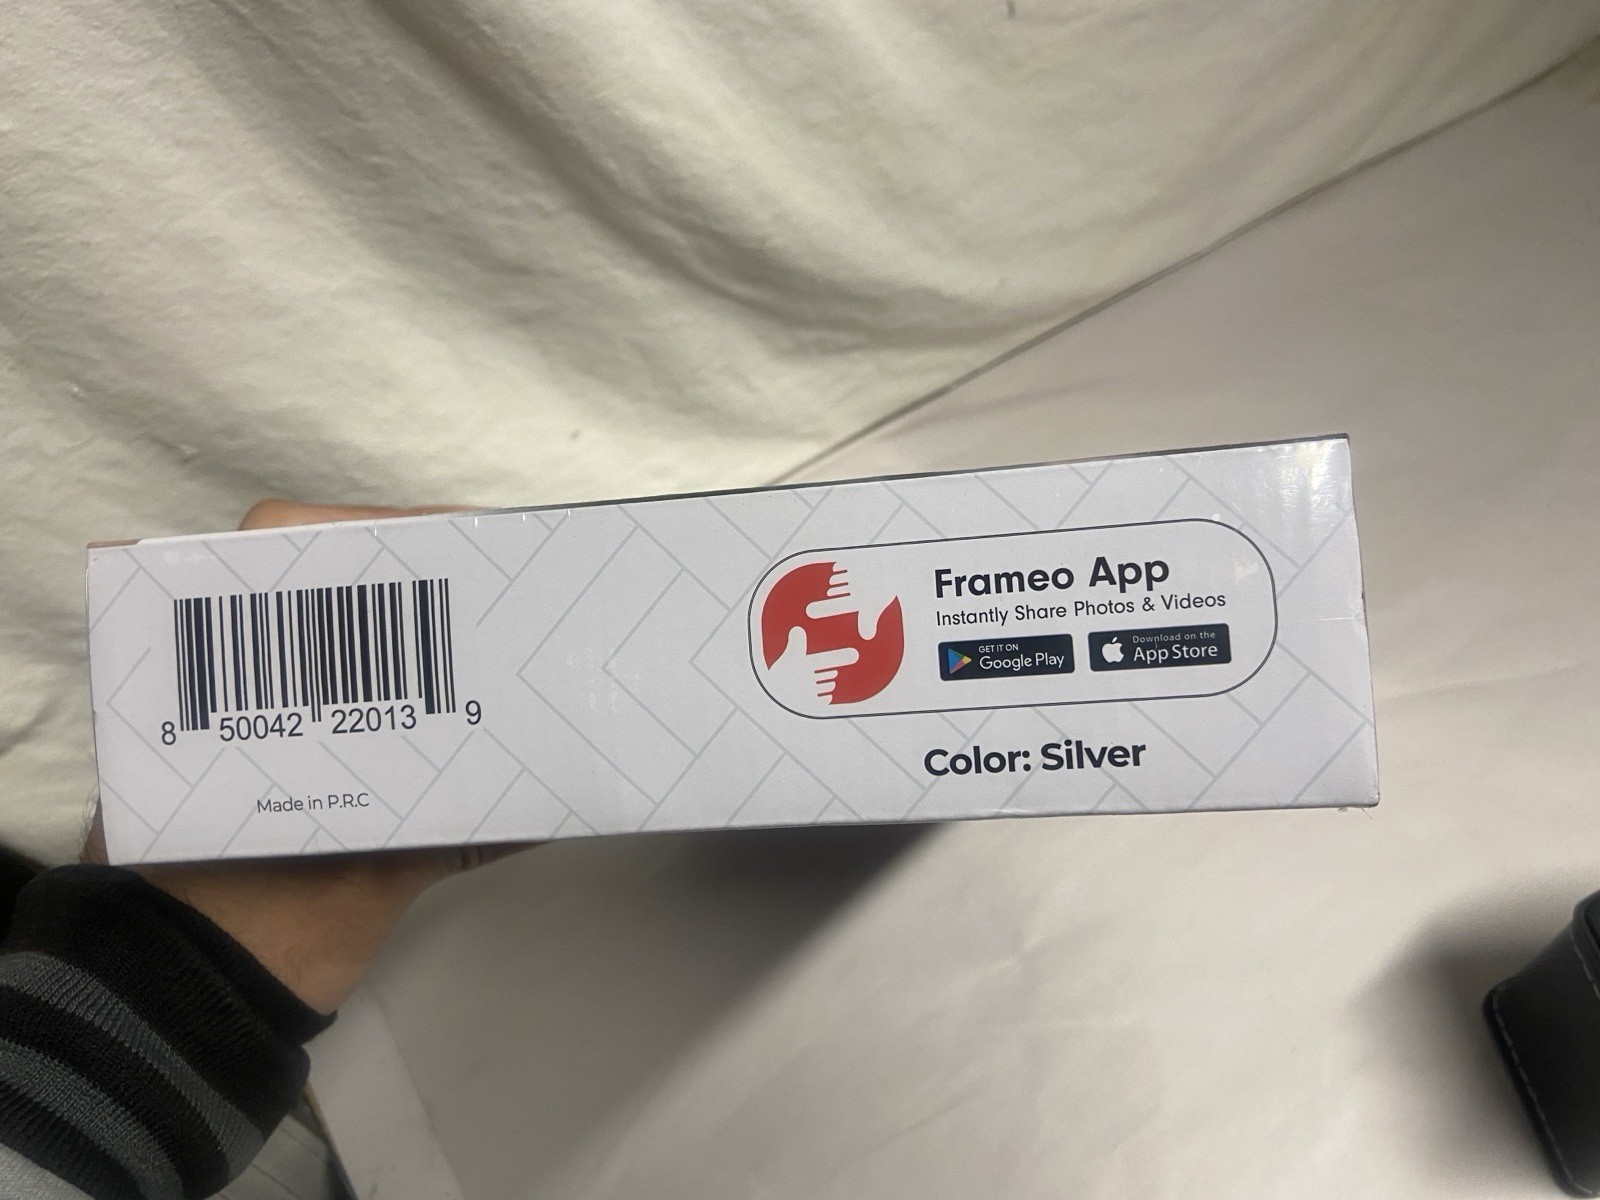 8 50042 22013 9
Made in P.R.C
Frameo App
Instantly Share Photos & Videos
GET IT ON
Google Play
Download on the
App Store
Color: Silver